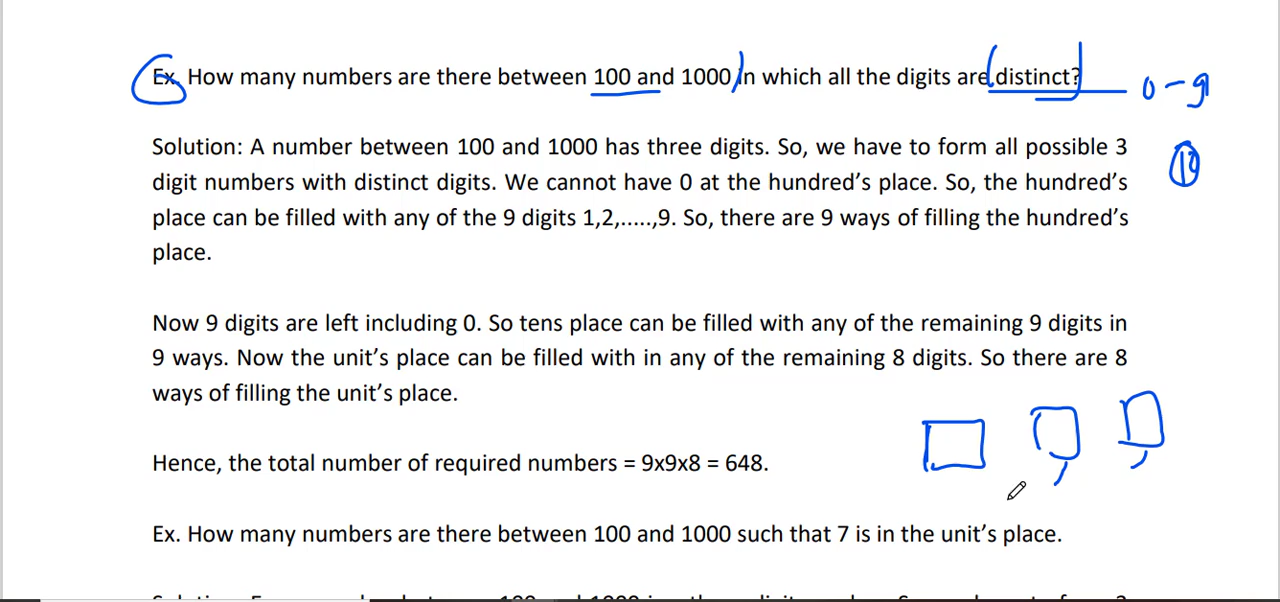 Ex. How many numbers are there between 100 and 1000 in which all the digits are distinct?
0-9
10
Solution: A number between 100 and 1000 has three digits. So, we have to form all possible 3
digit numbers with distinct digits. We cannot have 0 at the hundred’s place. So, the hundred’s
place can be filled with any of the 9 digits 1,2,.....,9. So, there are 9 ways of filling the hundred’s
place.
Now 9 digits are left including 0. So tens place can be filled with any of the remaining 9 digits in
9 ways. Now the unit’s place can be filled with in any of the remaining 8 digits. So there are 8
ways of filling the unit’s place.
Hence, the total number of required numbers = 9x9x8 = 648.
Ex. How many numbers are there between 100 and 1000 such that 7 is in the unit’s place.